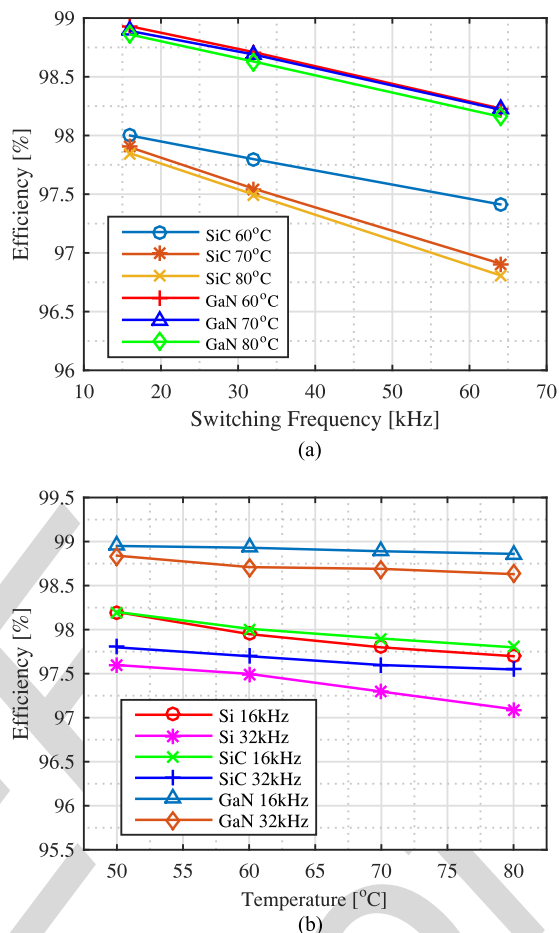 99
98.5
98
97.5
97
96.5
96
Efficiency [%]
SiC 60°C
SiC 70°C
SiC 80°C
GaN 60°C
GaN 70°C
GaN 80°C
10 20 30 40 50 60 70
Switching Frequency [kHz]
(a)
99.5
99
98.5
98
97.5
97
96.5
96
95.5
Efficiency [%]
Si 16kHz
Si 32kHz
SiC 16kHz
SiC 32kHz
GaN 16kHz
GaN 32kHz
50 55 60 65 70 75 80
Temperature [°C]
(b)